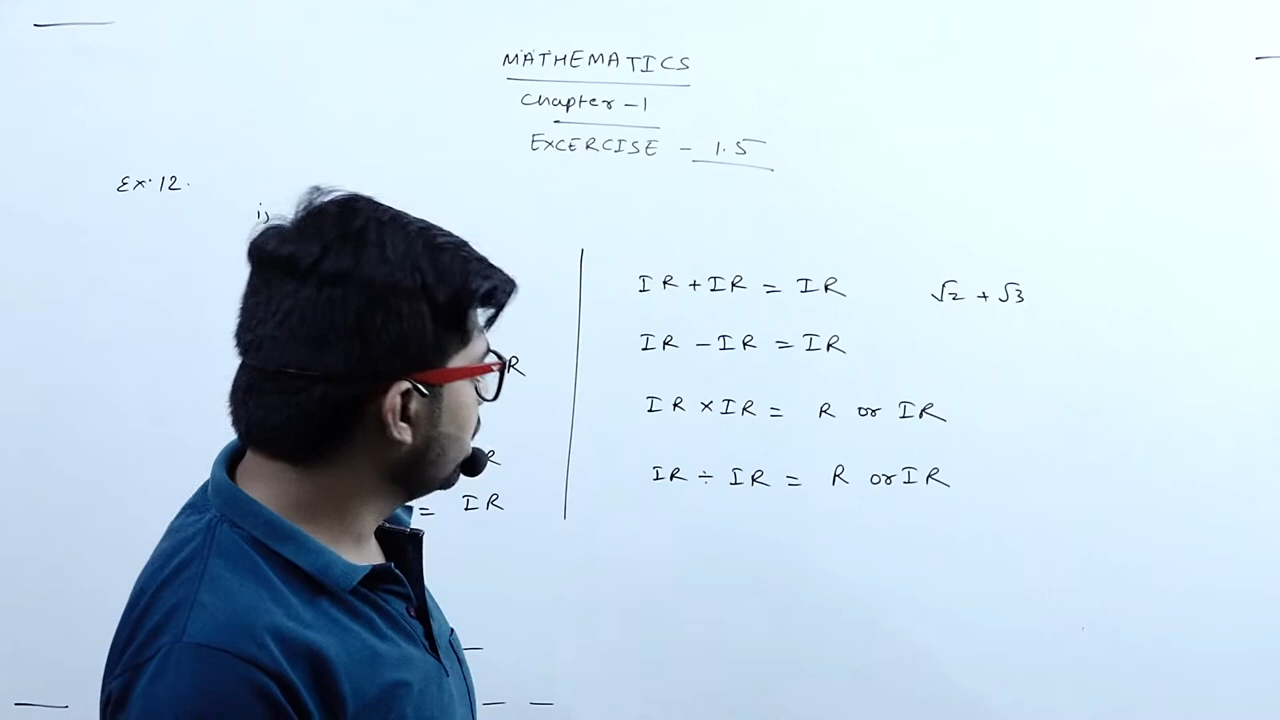 MATHEMATICS
Chapter - 1
EXCERCISE - 1.5
Ex. 12.
i,
R
R
= IR
IR + IR = IR √2 + √3
IR - IR = IR
IR × IR = R or IR
IR ÷ IR = R or IR